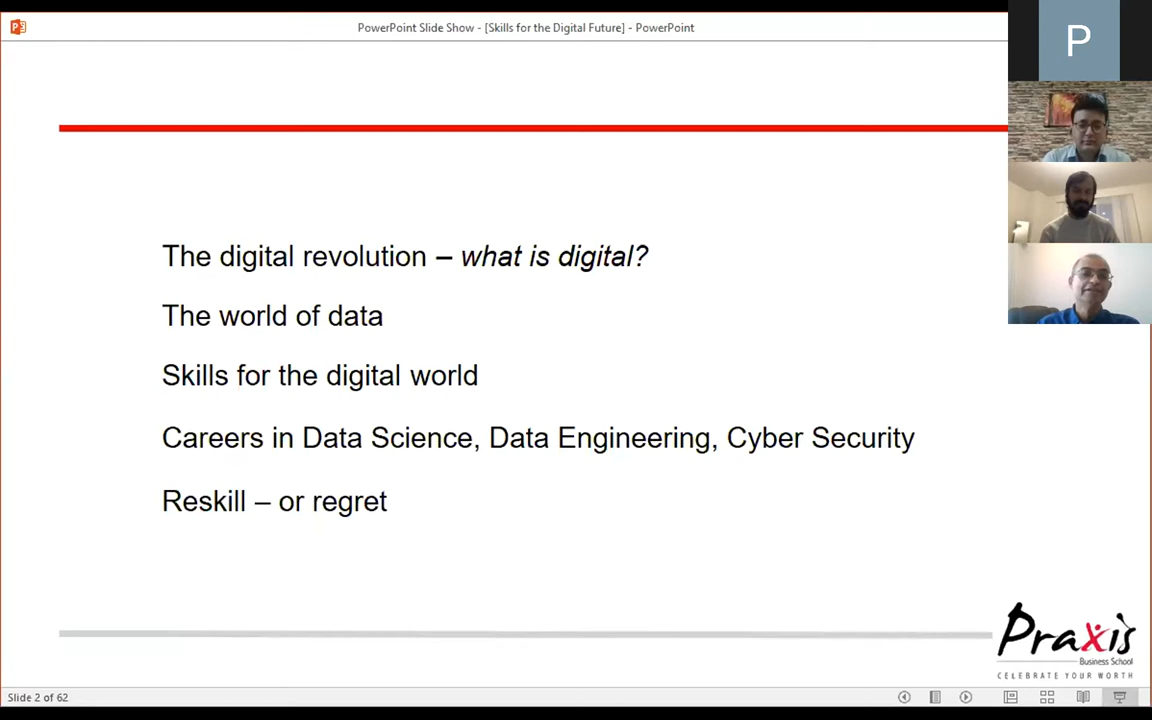 PowerPoint Slide Show - [Skills for the Digital Future] - PowerPoint
P
The digital revolution – what is digital?
The world of data
Skills for the digital world
Careers in Data Science, Data Engineering, Cyber Security
Reskill – or regret
Praxis
Business School
CELEBRATE YOUR WORTH
Slide 2 of 62